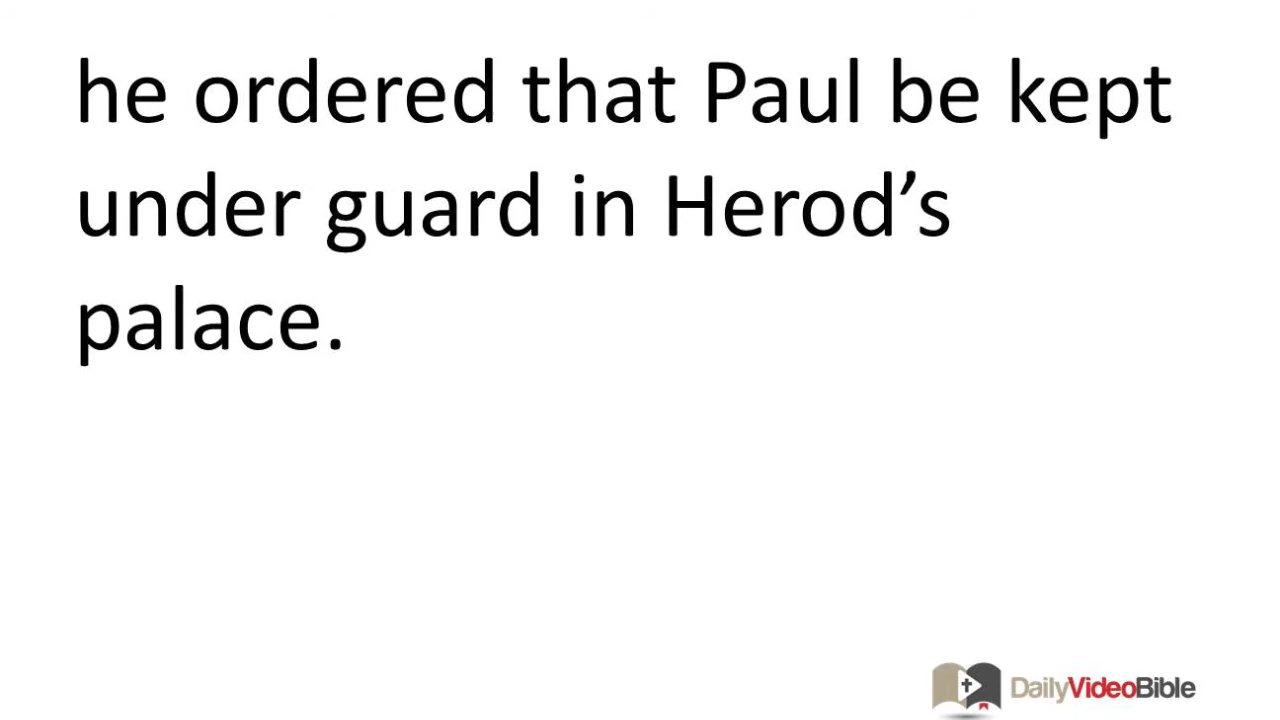 he ordered that Paul be kept
under guard in Herod’s
palace.
DailyVideoBible